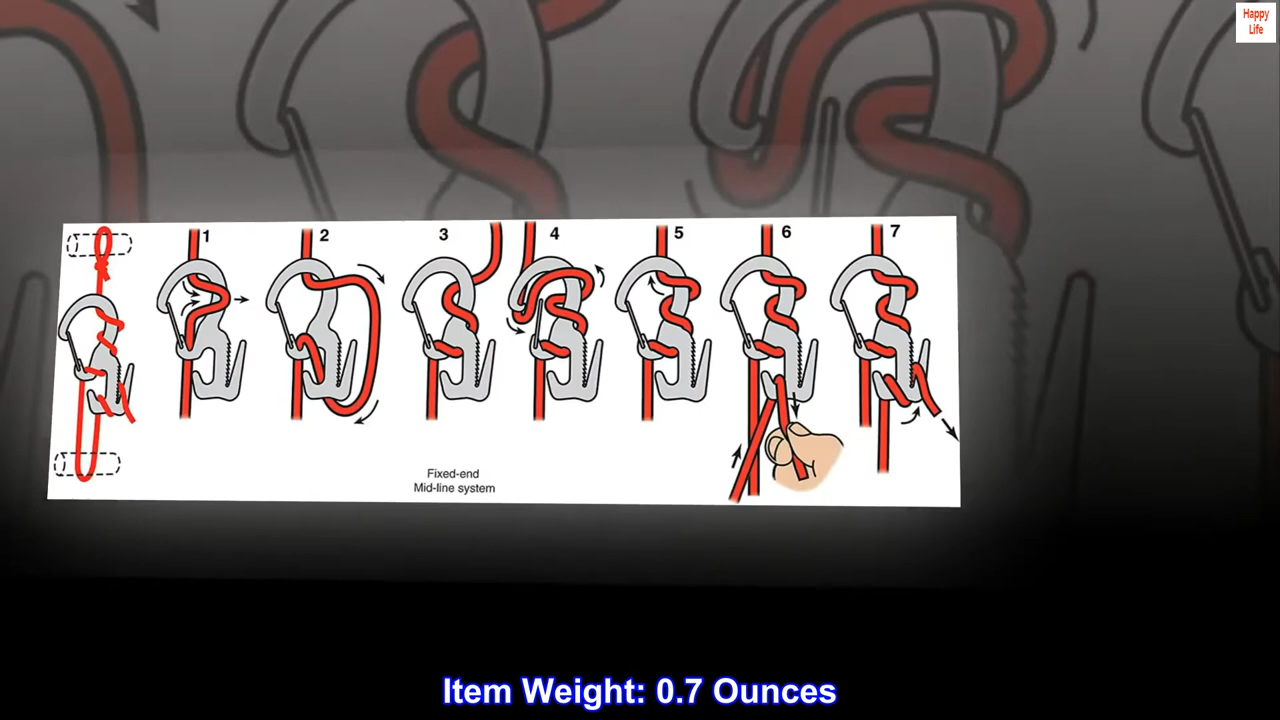 Happy
Life
1 2 3 4 5 6 7
Fixed-end
Mid-line system
Item Weight: 0.7 Ounces